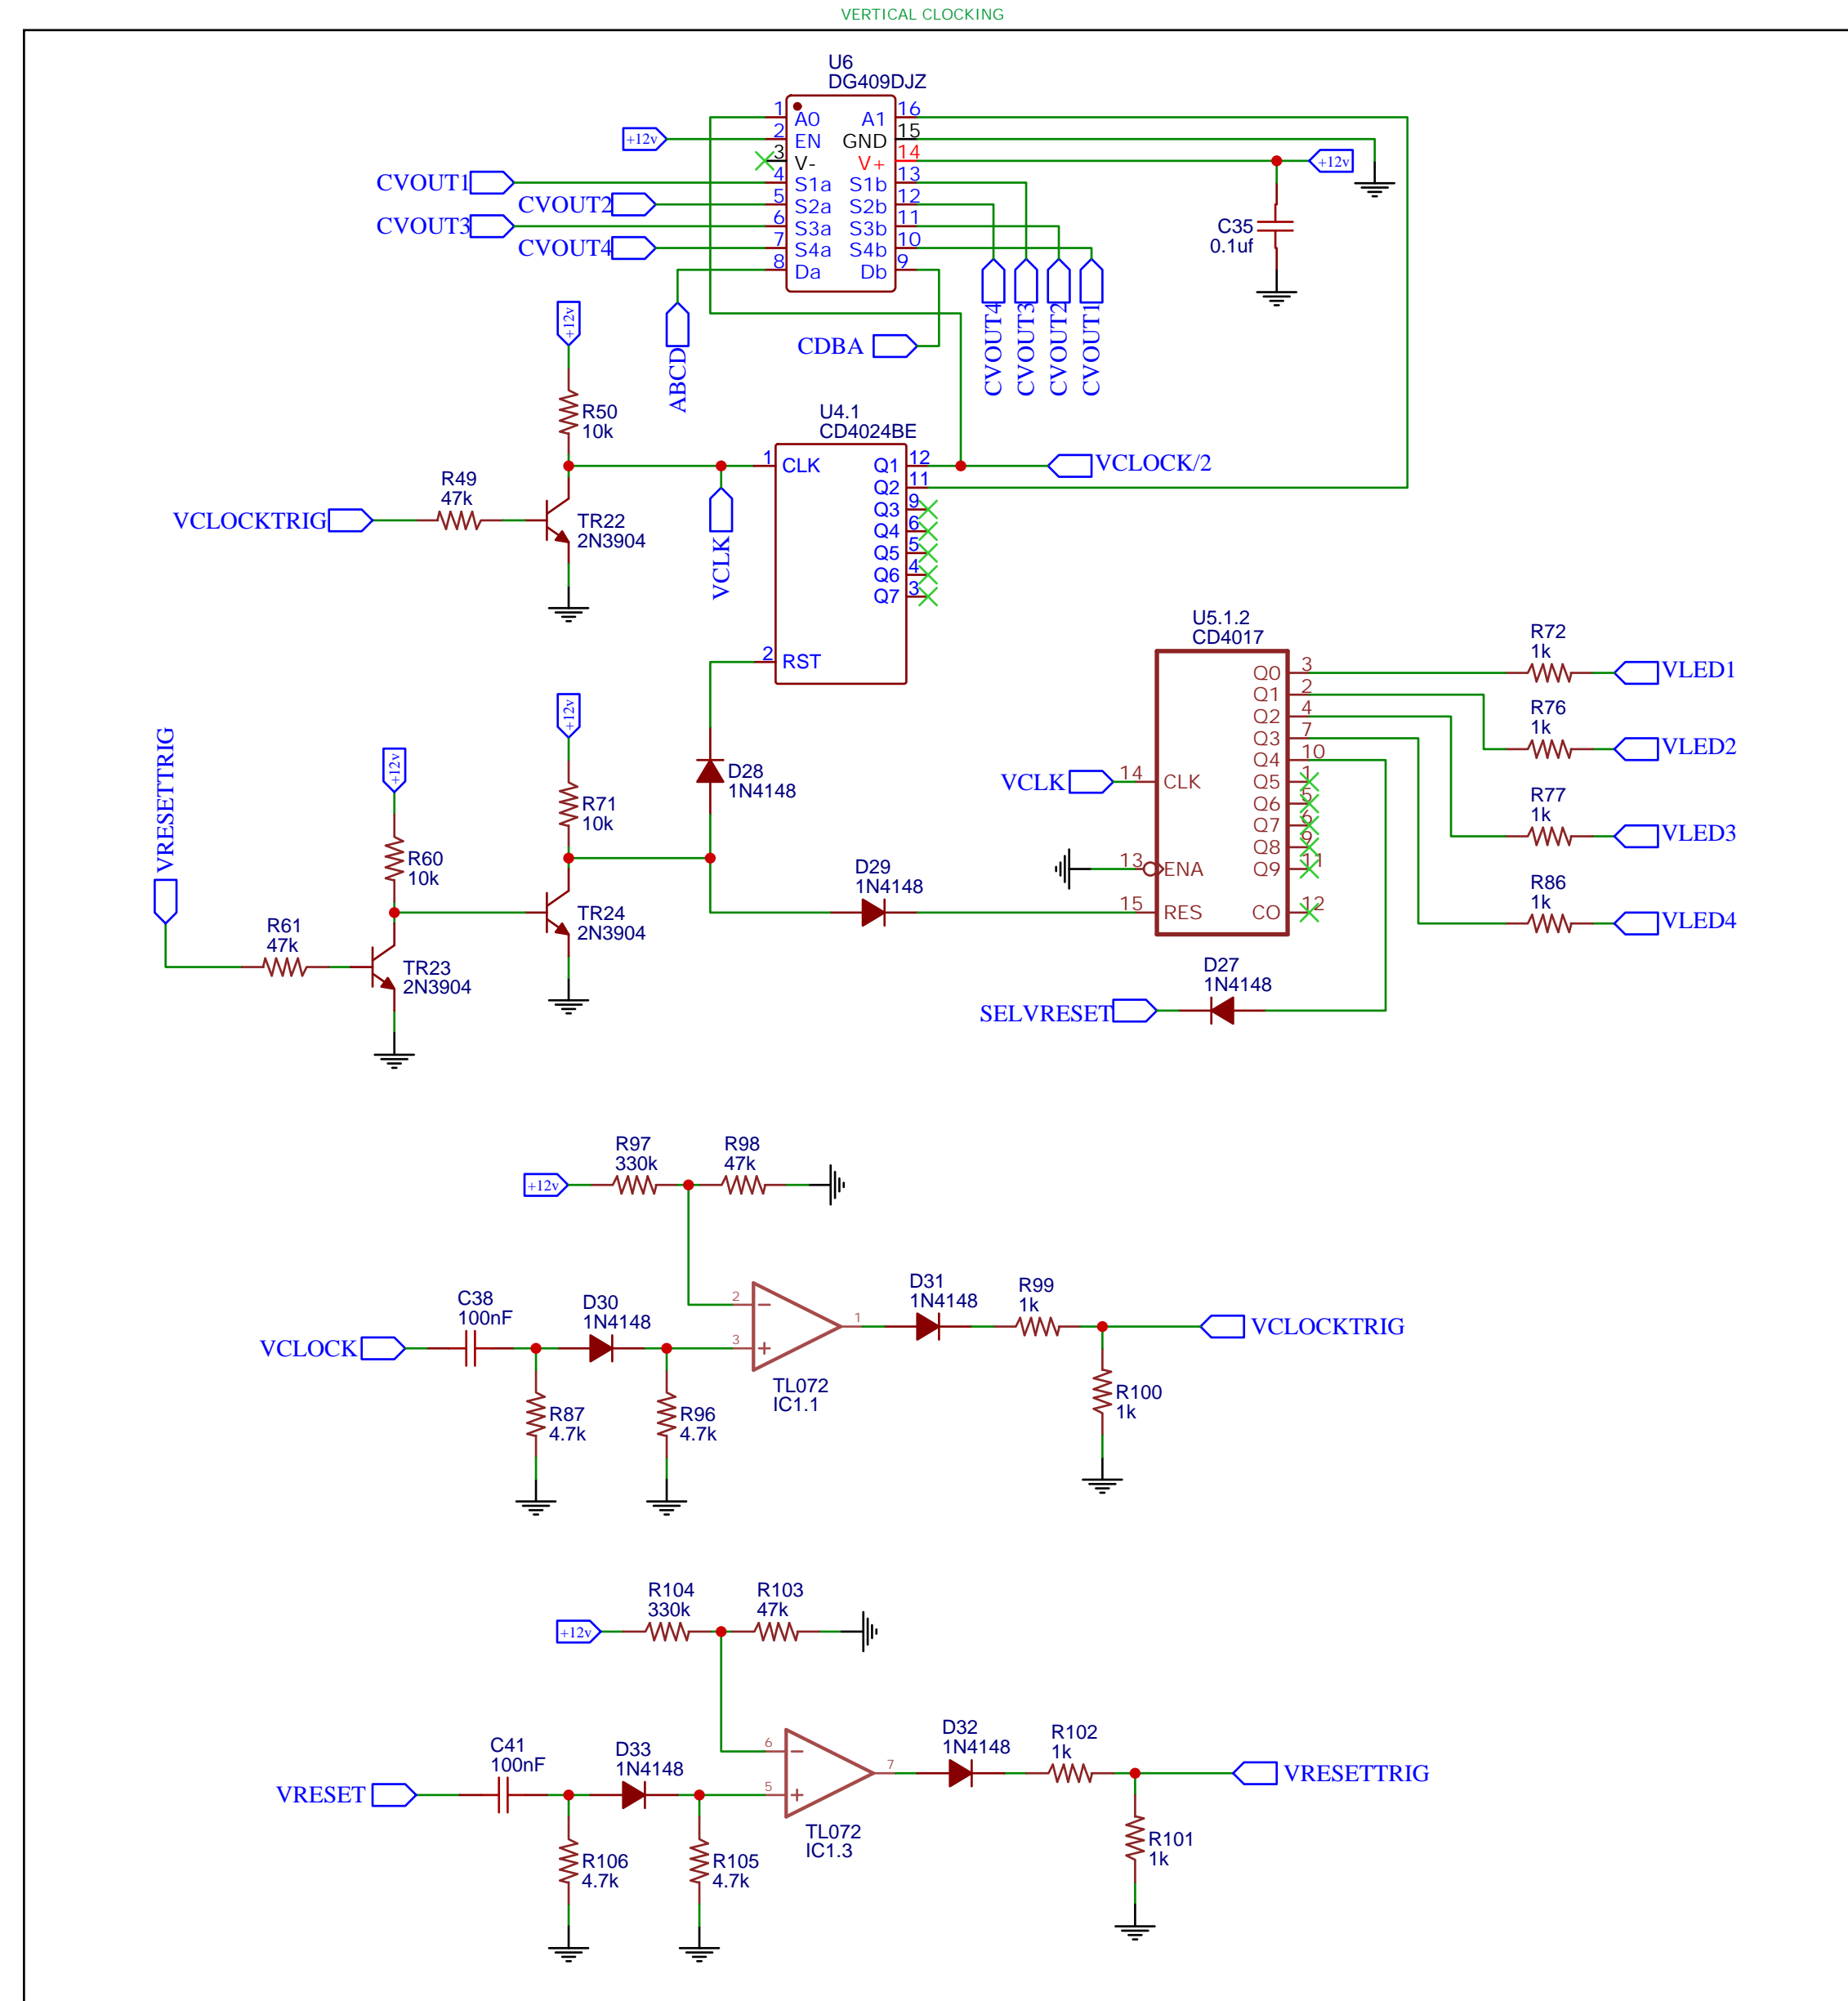 VERTICAL CLOCKING
U6
DG409DJZ
1 A0 A1 16
+12v 2 EN GND 15
3 V- V+ 14 +12v
CVOUT1 4 S1a S1b 13
CVOUT2 5 S2a S2b 12
CVOUT3 6 S3a S3b 11
CVOUT4 7 S4a S4b 10
8 Da Db 9
C35
0.1uf
ABCD
CDBA
CVOUT4
CVOUT3
CVOUT2
CVOUT1
+12v
R50
10k
U4.1
CD4024BE
1 CLK Q1 12
VCLOCK/2
Q2 11
Q3 9
Q4 6
Q5 5
Q6 4
Q7 3
2 RST
R49
47k
VCLOCKTRIG
TR22
2N3904
VCLK
U5.1.2
CD4017
Q0 3
Q1 2
Q2 4
Q3 7
Q4 10
14 CLK Q5 1
Q6 5
Q7 6
Q8 9
13 ENA Q9 11
15 RES CO 12
VCLK
R72
1k
VLED1
R76
1k
VLED2
R77
1k
VLED3
R86
1k
VLED4
VRESETTRIG
+12v
+12v
D28
1N4148
R71
10k
R60
10k
D29
1N4148
R61
47k
TR24
2N3904
TR23
2N3904
D27
1N4148
SELVRESET
R97
330k
R98
47k
+12v
C38
100nF
D30
1N4148
D31
1N4148
R99
1k
2
3
1
VCLOCK
VCLOCKTRIG
TL072
IC1.1
R87
4.7k
R96
4.7k
R100
1k
R104
330k
R103
47k
+12v
C41
100nF
D33
1N4148
D32
1N4148
R102
1k
6
5
7
VRESET
VRESETTRIG
TL072
IC1.3
R106
4.7k
R105
4.7k
R101
1k